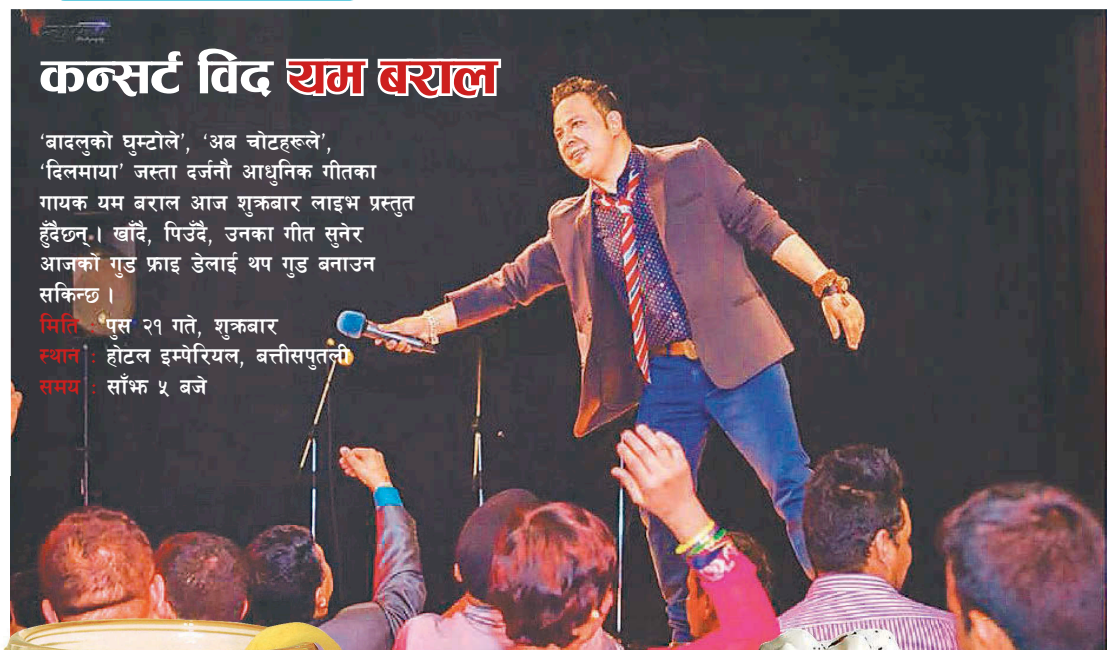 कन्सर्ट विद यम बराल
‘बादलुको घुम्टोले’, ‘अब चोटहरूले’,
‘दिलमाया’ जस्ता दर्जनौ आधुनिक गीतका
गायक यम बराल आज शुक्रबार लाइभ प्रस्तुत
हुँदैछन् । खाँदै, पिउँदै, उनका गीत सुनेर
आजको गुड फ्राइ डेलाई थप गुड बनाउन
सकिन्छ ।
मिति : पुस २१ गते, शुक्रबार
स्थान : होटल इम्पेरियल, बत्तीसपुतली
समय : साँझ ५ बजे